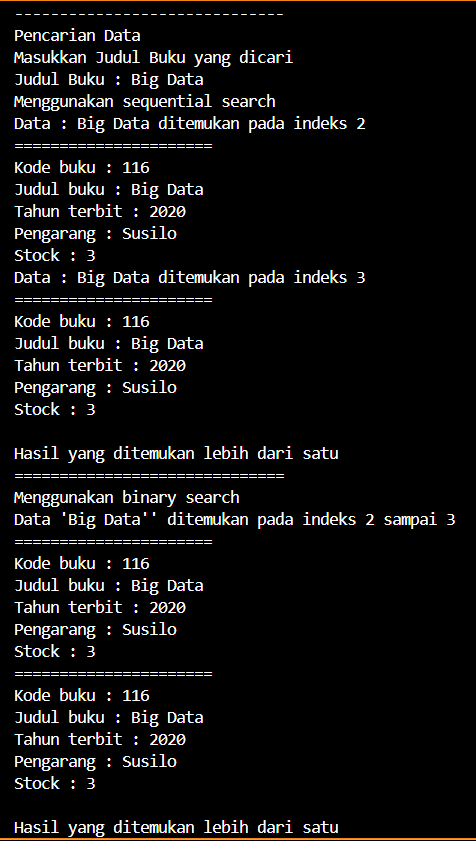 ------------------------------
Pencarian Data
Masukkan Judul Buku yang dicari
Judul Buku : Big Data
Menggunakan sequential search
Data : Big Data ditemukan pada indeks 2
======================
Kode buku : 116
Judul buku : Big Data
Tahun terbit : 2020
Pengarang : Susilo
Stock : 3
Data : Big Data ditemukan pada indeks 3
======================
Kode buku : 116
Judul buku : Big Data
Tahun terbit : 2020
Pengarang : Susilo
Stock : 3
Hasil yang ditemukan lebih dari satu
==============================
Menggunakan binary search
Data 'Big Data'' ditemukan pada indeks 2 sampai 3
======================
Kode buku : 116
Judul buku : Big Data
Tahun terbit : 2020
Pengarang : Susilo
Stock : 3
======================
Kode buku : 116
Judul buku : Big Data
Tahun terbit : 2020
Pengarang : Susilo
Stock : 3
Hasil yang ditemukan lebih dari satu